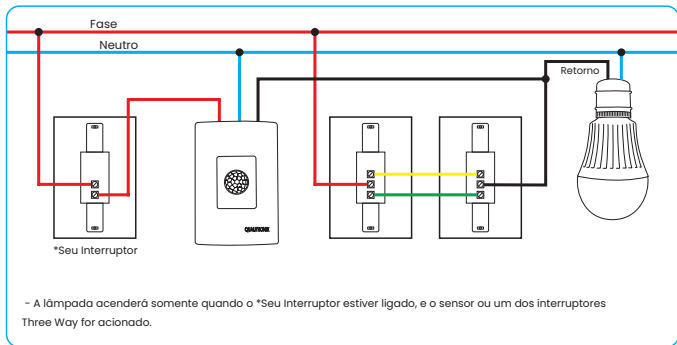 Fase
Neutro
Retorno
QUALITRONIX
*Seu Interruptor
- A lâmpada acenderá somente quando o *Seu Interruptor estiver ligado, e o sensor ou um dos interruptores
Three Way for acionado.